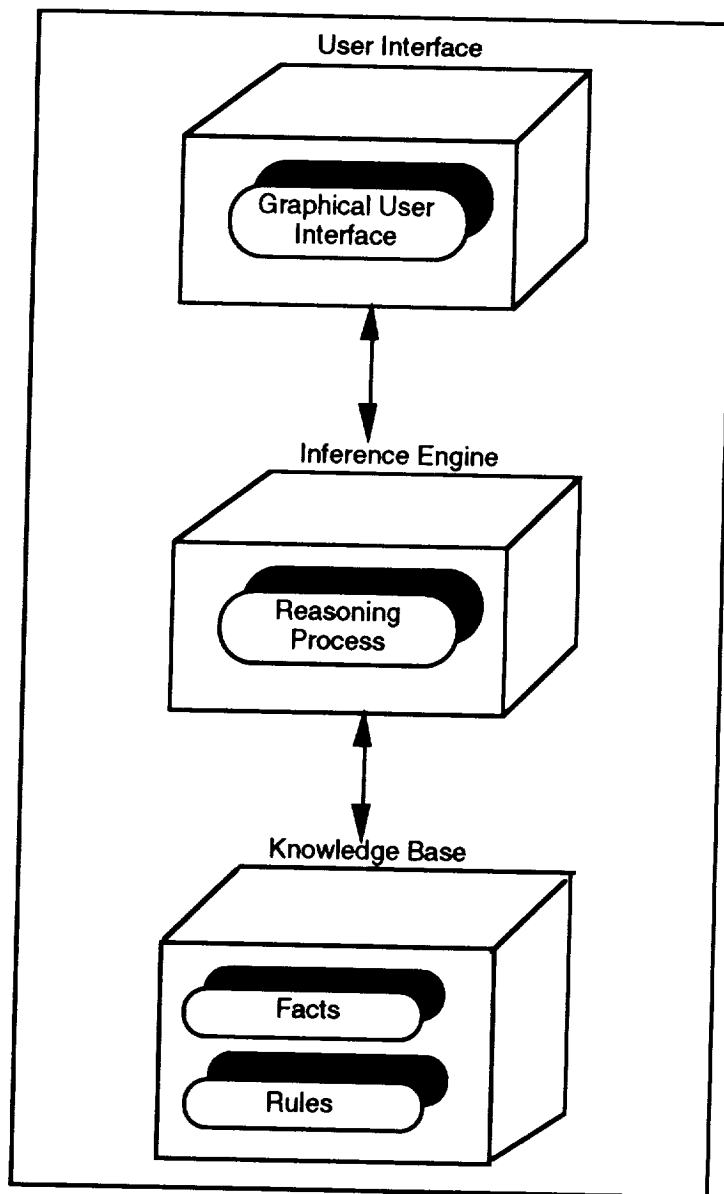 User Interface
Graphical User
Interface
Inference Engine
Reasoning
Process
Knowledge Base
Facts
Rules